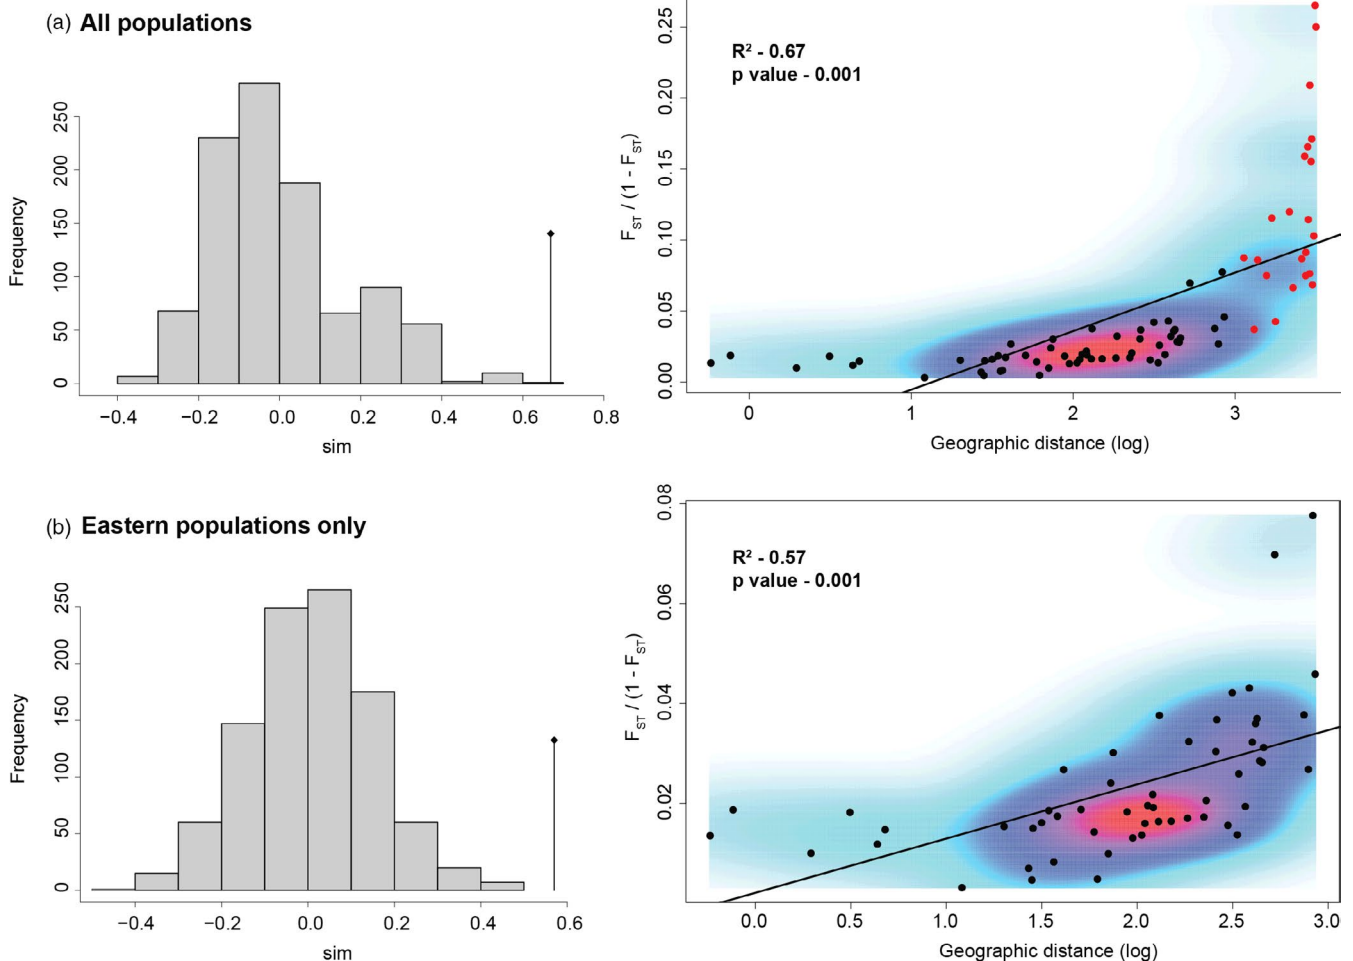 (a) All populations
Frequency
0
50
100
150
200
250
−0.4 −0.2 0.0 0.2 0.4 0.6 0.8
sim
R² - 0.67
p value - 0.001
F_ST / (1 - F_ST)
0.00
0.05
0.10
0.15
0.20
0.25
0 1 2 3
Geographic distance (log)
(b) Eastern populations only
Frequency
0
50
100
150
200
250
−0.4 −0.2 0.0 0.2 0.4 0.6
sim
R² - 0.57
p value - 0.001
F_ST / (1 - F_ST)
0.02
0.04
0.06
0.08
0.0 0.5 1.0 1.5 2.0 2.5 3.0
Geographic distance (log)